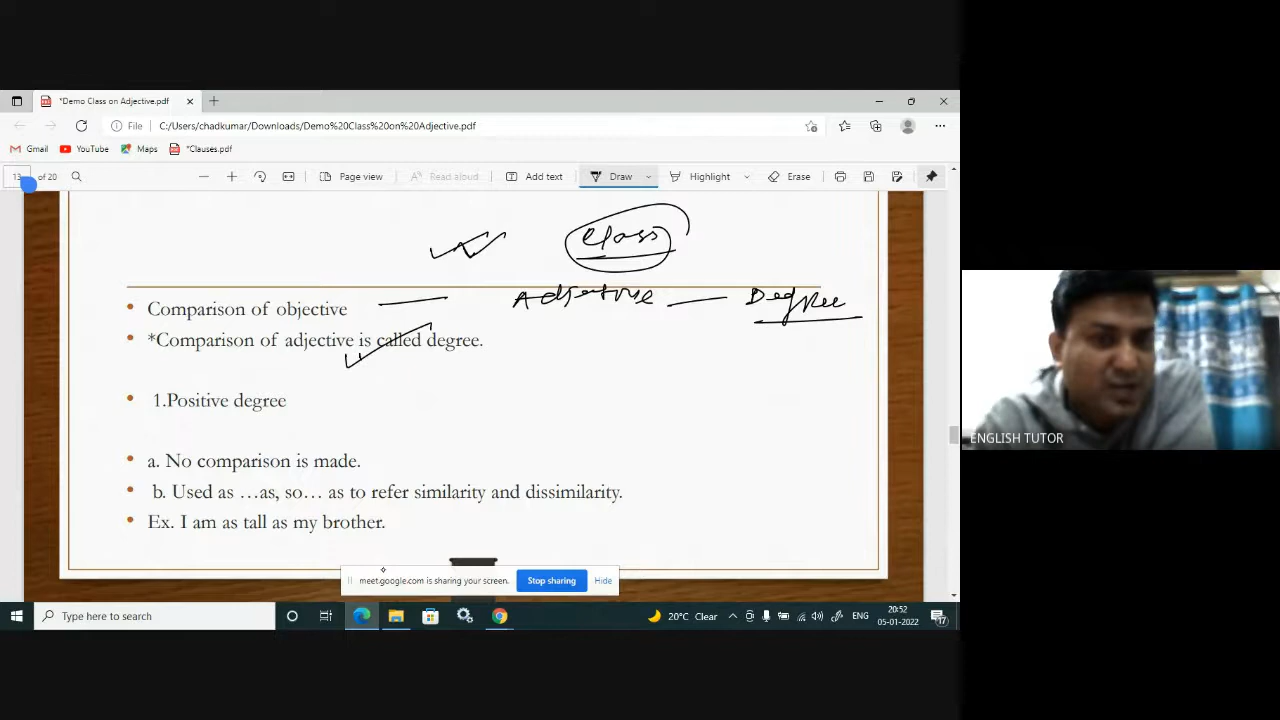 *Demo Class on Adjective.pdf
File C:/Users/chadkumar/Downloads/Demo%20Class%20on%20Adjective.pdf
Gmail YouTube Maps *Clauses.pdf
13 of 20 Page view Read aloud Add text Draw Highlight Erase
Class
Comparison of objective Adjective Degree
*Comparison of adjective is called degree.
1.Positive degree
a. No comparison is made.
b. Used as …as, so… as to refer similarity and dissimilarity.
Ex. I am as tall as my brother.
ENGLISH TUTOR
meet.google.com is sharing your screen. Stop sharing Hide
Type here to search 20°C Clear ENG 20:52
05-01-2022 17